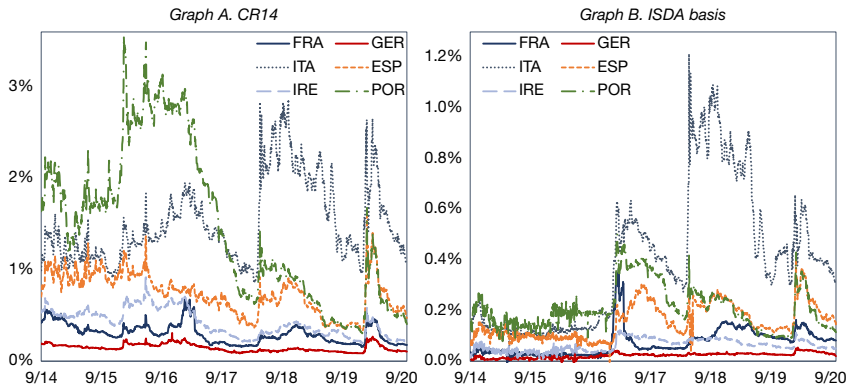 Graph A. CR14
FRA GER
ITA ESP
IRE POR
3%
2%
1%
0%
9/14 9/15 9/16 9/17 9/18 9/19 9/20
Graph B. ISDA basis
FRA GER
ITA ESP
IRE POR
1.2%
1.0%
0.8%
0.6%
0.4%
0.2%
0.0%
9/14 9/15 9/16 9/17 9/18 9/19 9/20